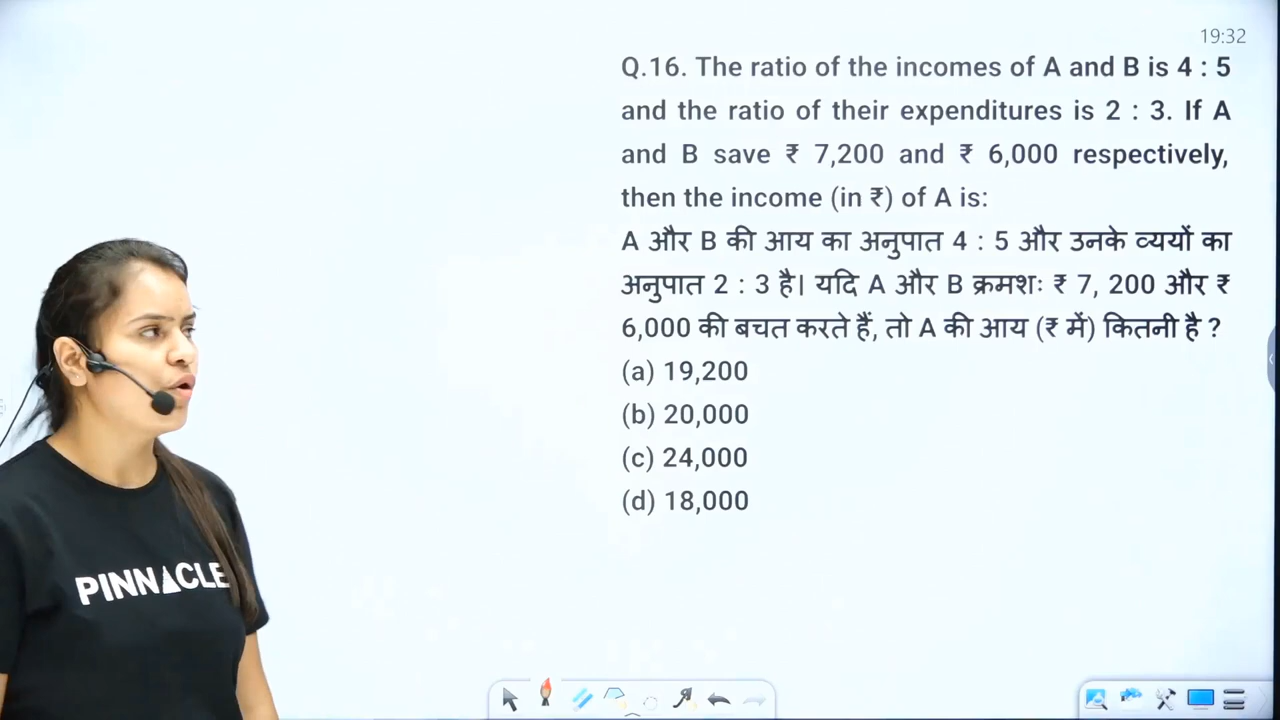 19:32
Q.16. The ratio of the incomes of A and B is 4 : 5
and the ratio of their expenditures is 2 : 3. If A
and B save ₹ 7,200 and ₹ 6,000 respectively,
then the income (in ₹) of A is:
A और B की आय का अनुपात 4 : 5 और उनके व्ययों का
अनुपात 2 : 3 है। यदि A और B क्रमशः ₹ 7, 200 और ₹
6,000 की बचत करते हैं, तो A की आय (₹ में) कितनी है ?
(a) 19,200
(b) 20,000
(c) 24,000
(d) 18,000
PINNACLE